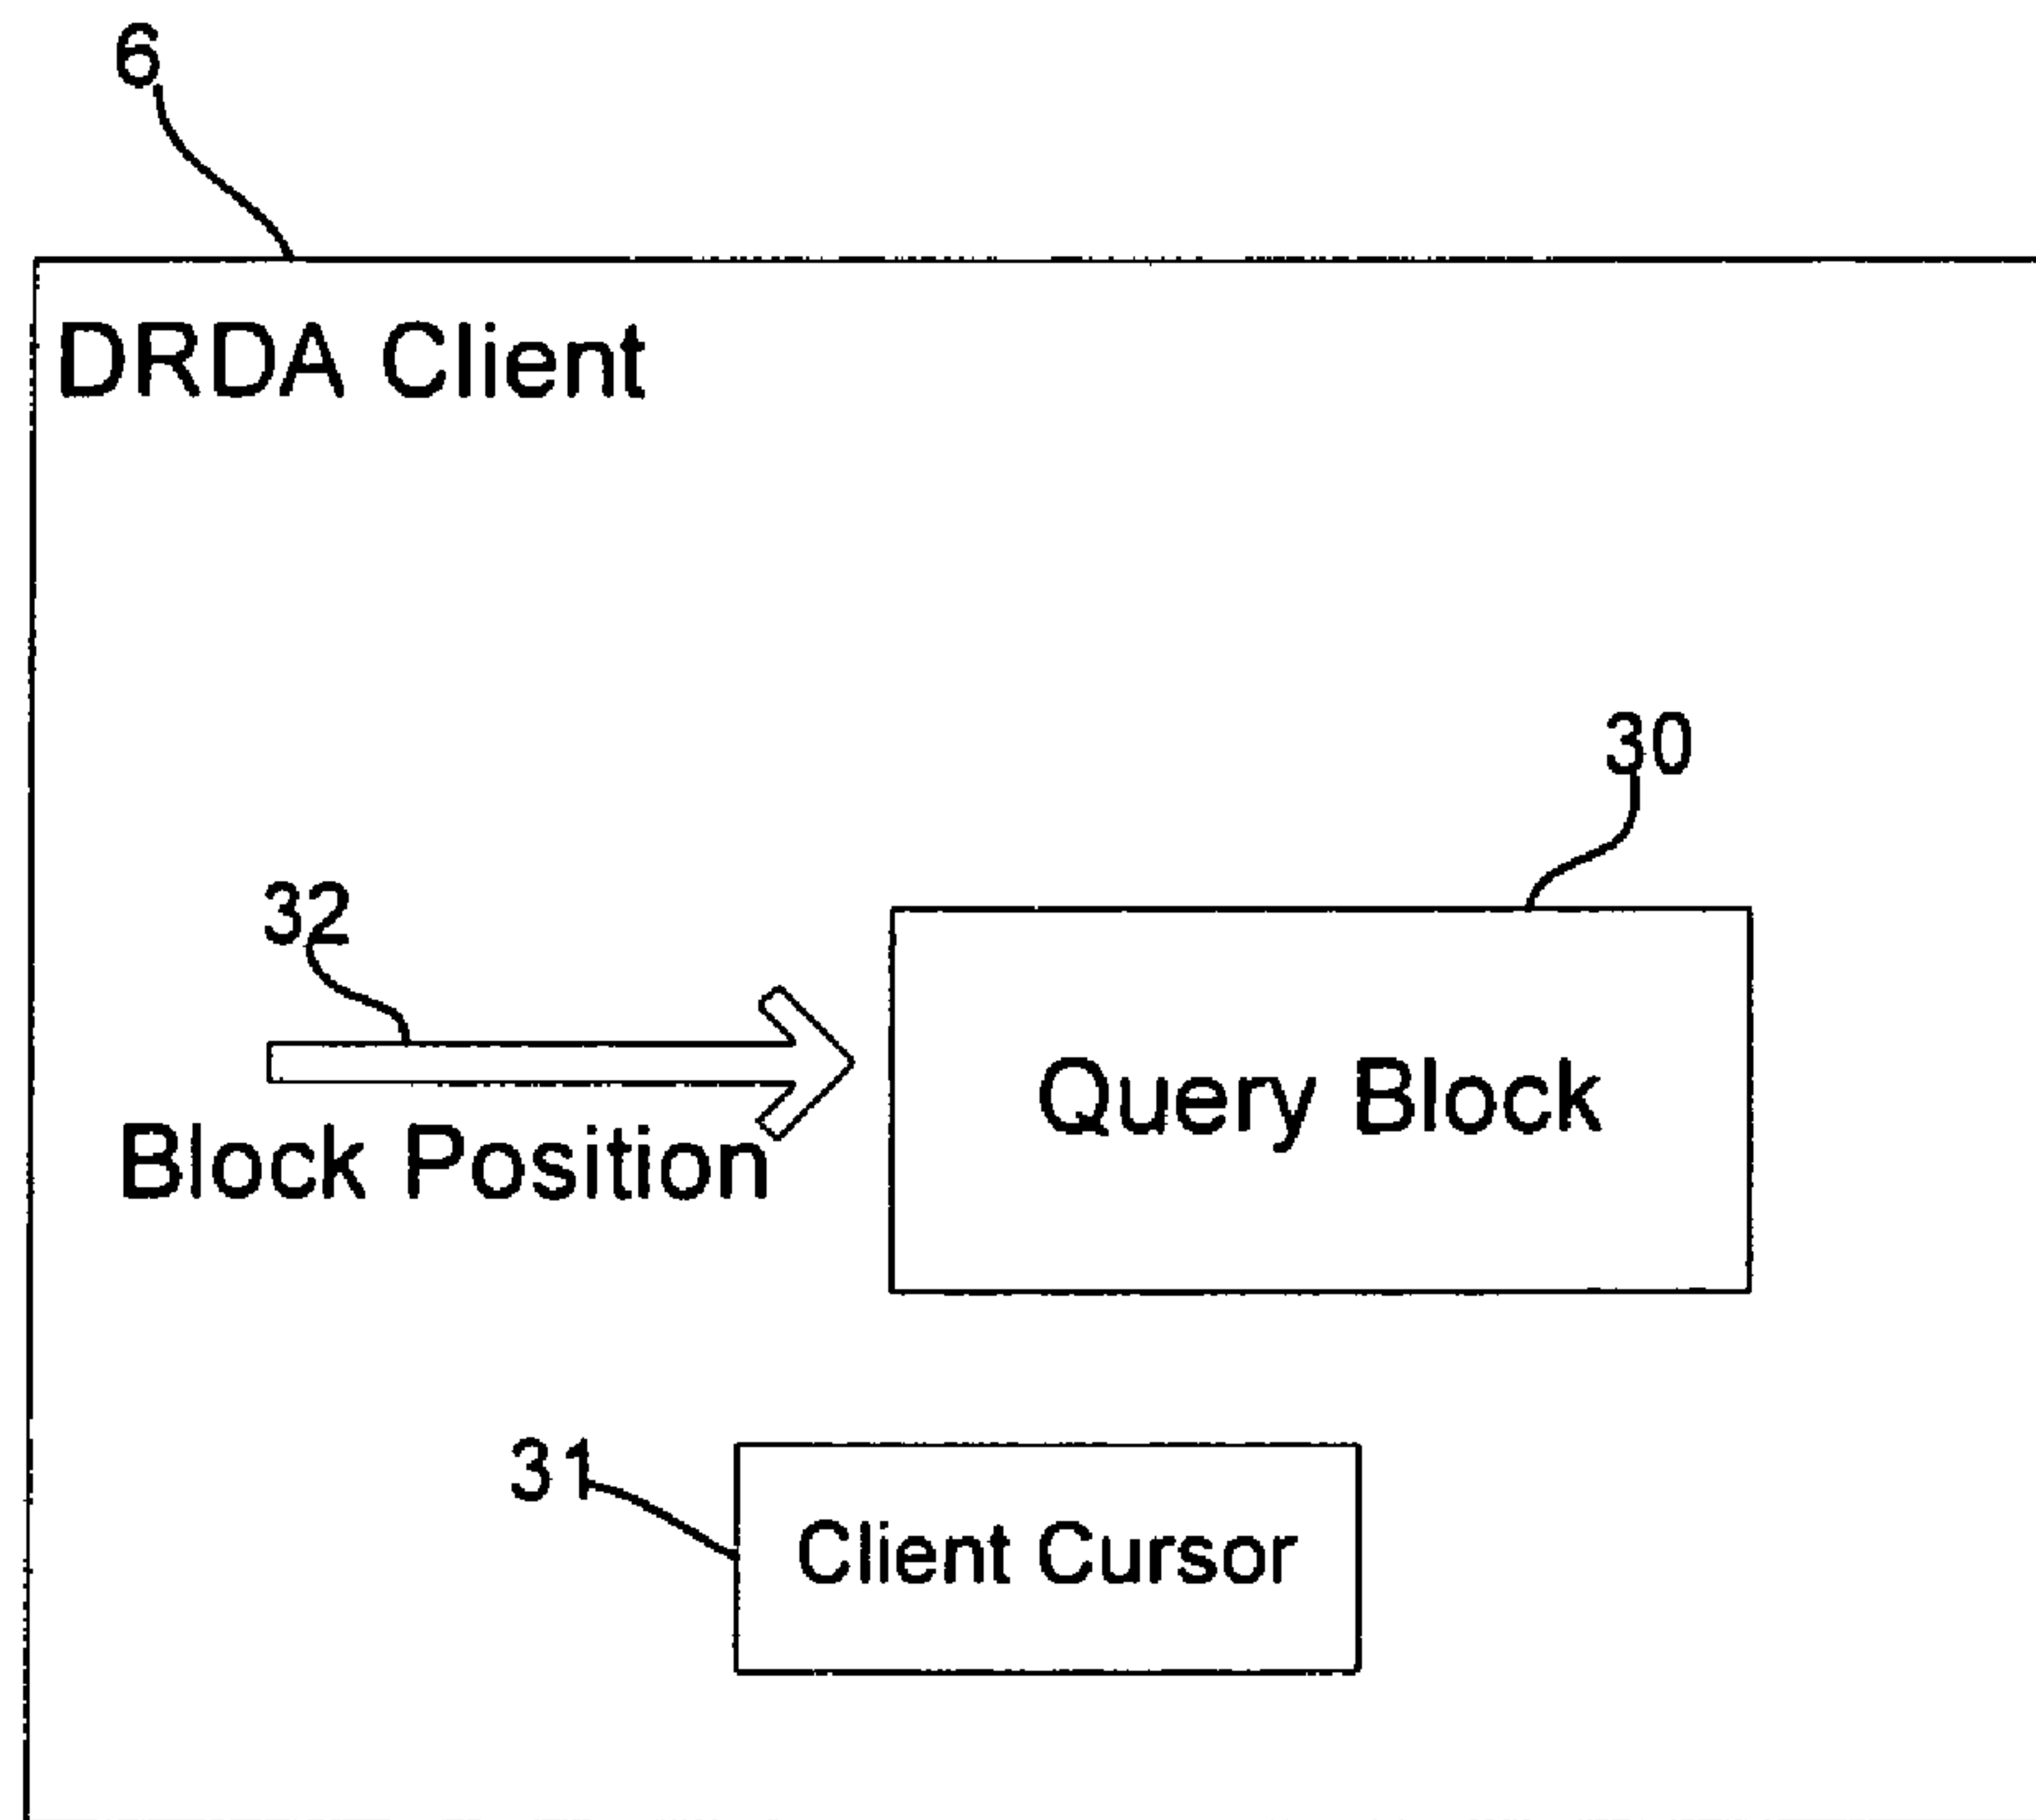 6
DRDA Client
30
32
Query Block
Block Position
31
Client Cursor